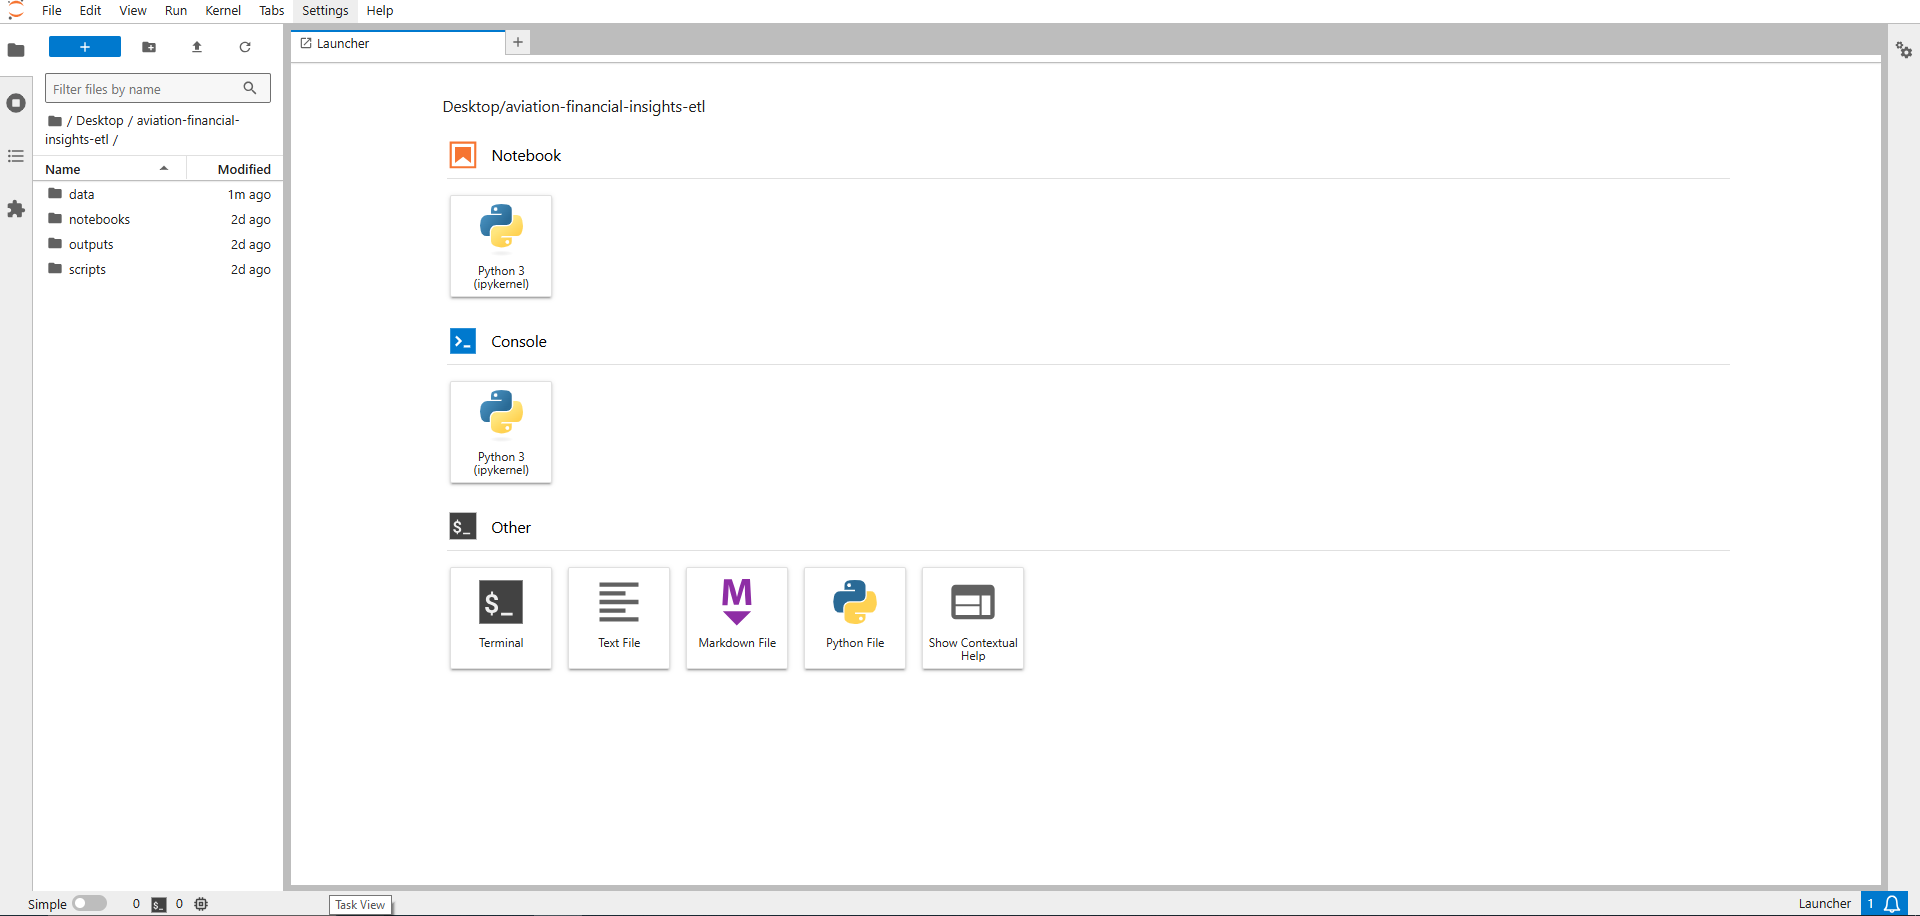 File Edit View Run Kernel Tabs Settings Help
Launcher
Filter files by name
/ Desktop / aviation-financial-
insights-etl /
Name Modified
data 1m ago
notebooks 2d ago
outputs 2d ago
scripts 2d ago
Desktop/aviation-financial-insights-etl
Notebook
Python 3
(ipykernel)
Console
Python 3
(ipykernel)
$_ Other
$_
Terminal
Text File
M
Markdown File
Python File
Show Contextual
Help
Simple 0 $_ 0
Task View
Launcher 1